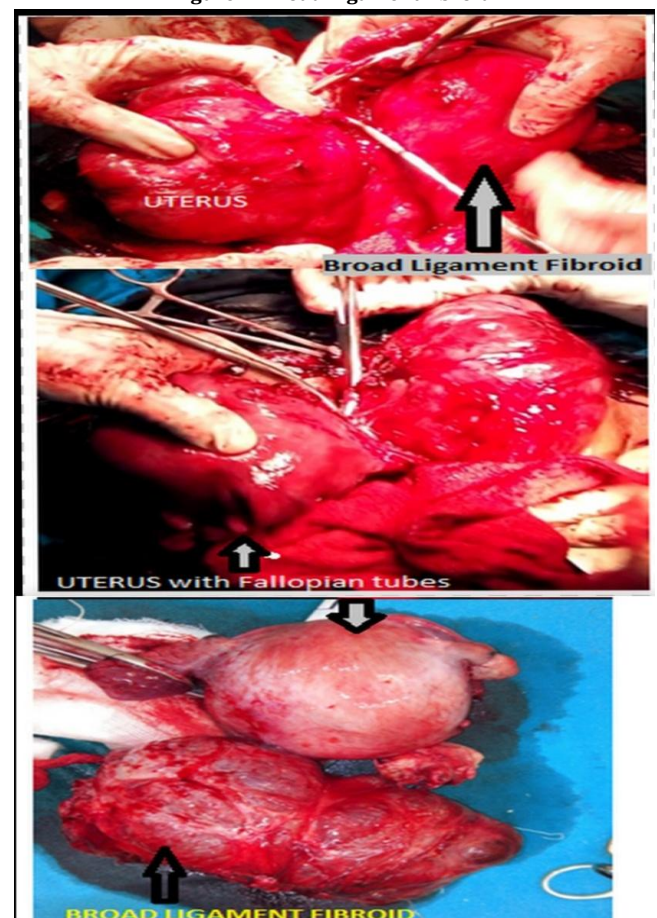 UTERUS
Broad Ligament Fibroid
UTERUS with Fallopian tubes
BROAD LIGAMENT FIBROID